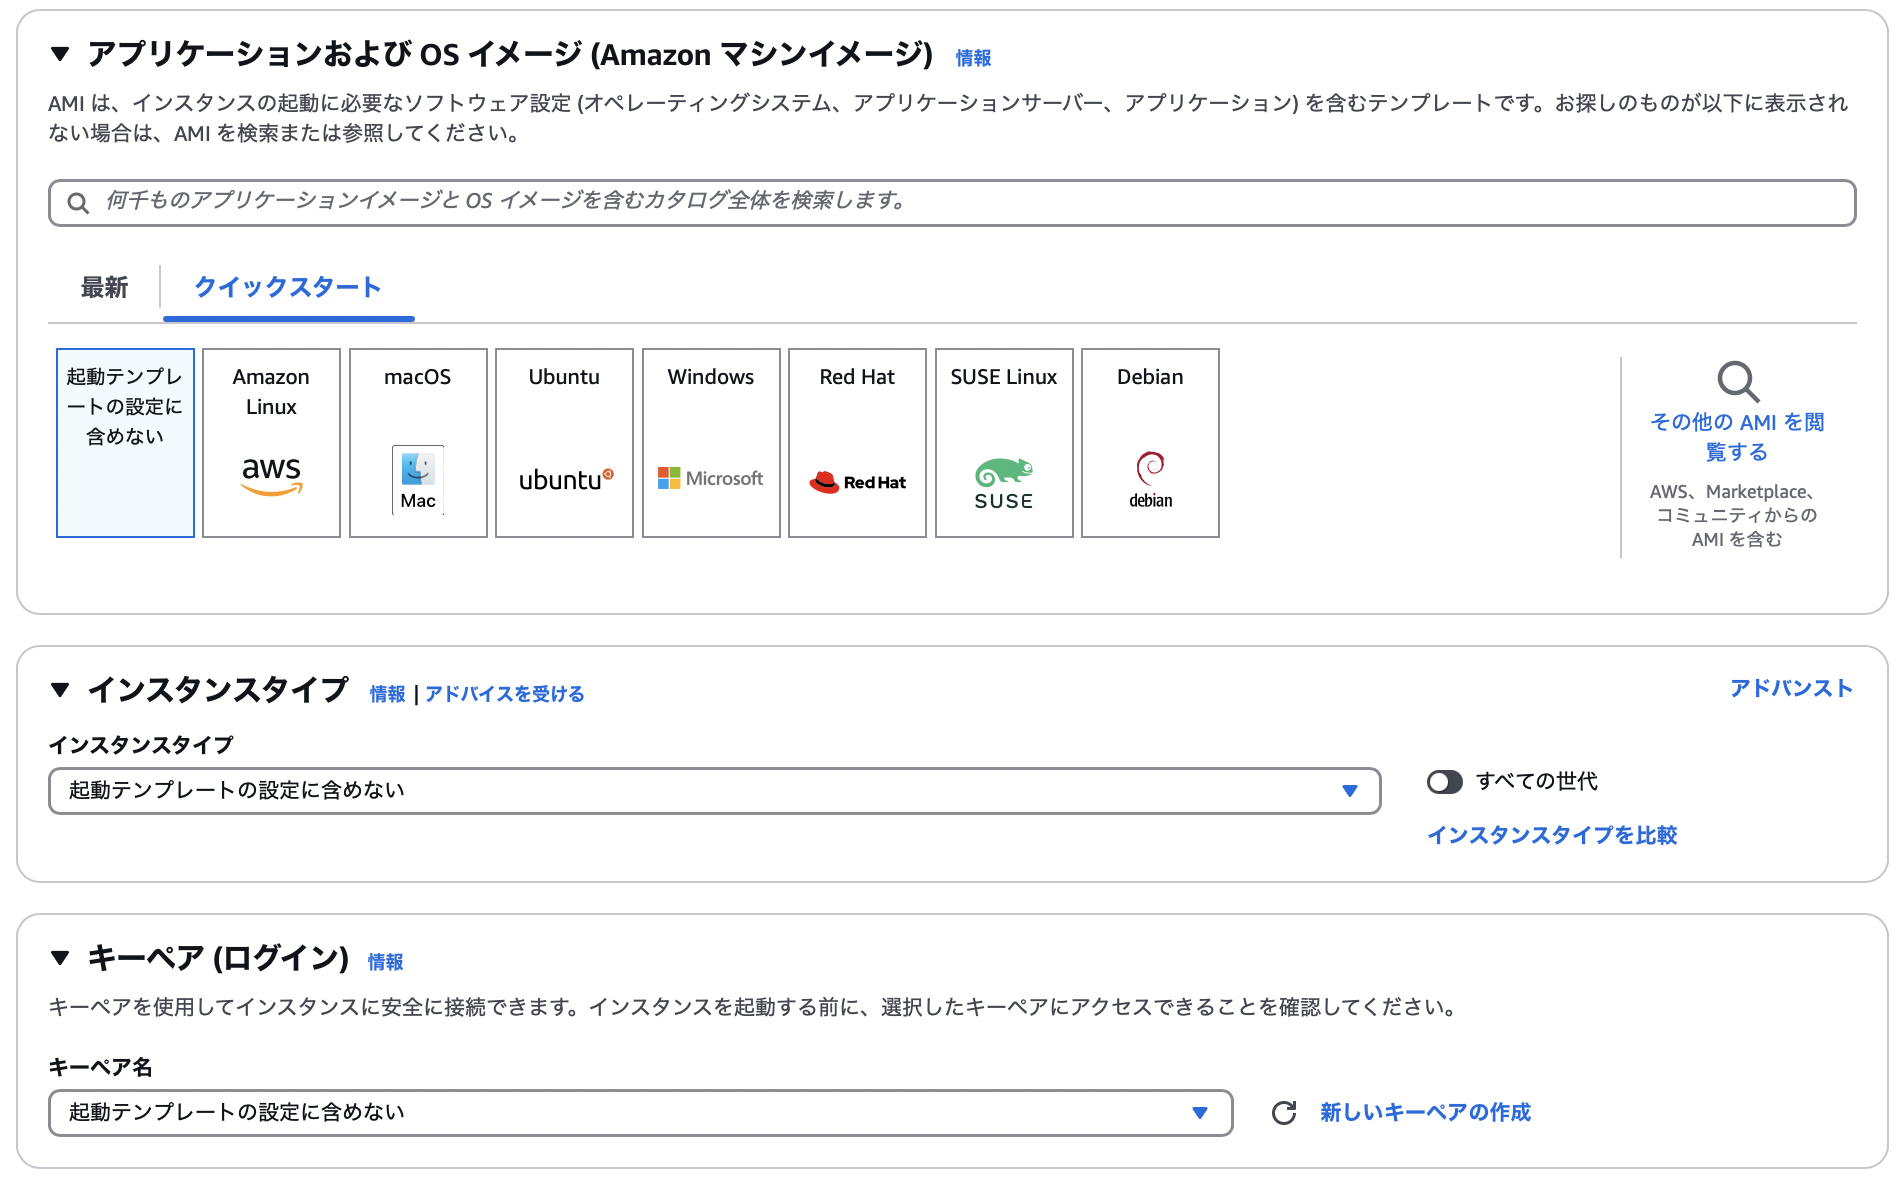 アプリケーションおよび OS イメージ (Amazon マシンイメージ) 情報
AMI は、インスタンスの起動に必要なソフトウェア設定 (オペレーティングシステム、アプリケーションサーバー、アプリケーション) を含むテンプレートです。お探しのものが以下に表示され
ない場合は、AMI を検索または参照してください。
何千ものアプリケーションイメージと OS イメージを含むカタログ全体を検索します。
最新
クイックスタート
起動テンプレ
ートの設定に
含めない
Amazon
Linux
aws
macOS
Mac
Ubuntu
ubuntu
Windows
Microsoft
Red Hat
Red Hat
SUSE Linux
SUSE
Debian
debian
その他の AMI を閲
覧する
AWS、Marketplace、
コミュニティからの
AMI を含む
インスタンスタイプ 情報 | アドバイスを受ける
アドバンスト
インスタンスタイプ
起動テンプレートの設定に含めない
すべての世代
インスタンスタイプを比較
キーペア (ログイン) 情報
キーペアを使用してインスタンスに安全に接続できます。インスタンスを起動する前に、選択したキーペアにアクセスできることを確認してください。
キーペア名
起動テンプレートの設定に含めない
新しいキーペアの作成